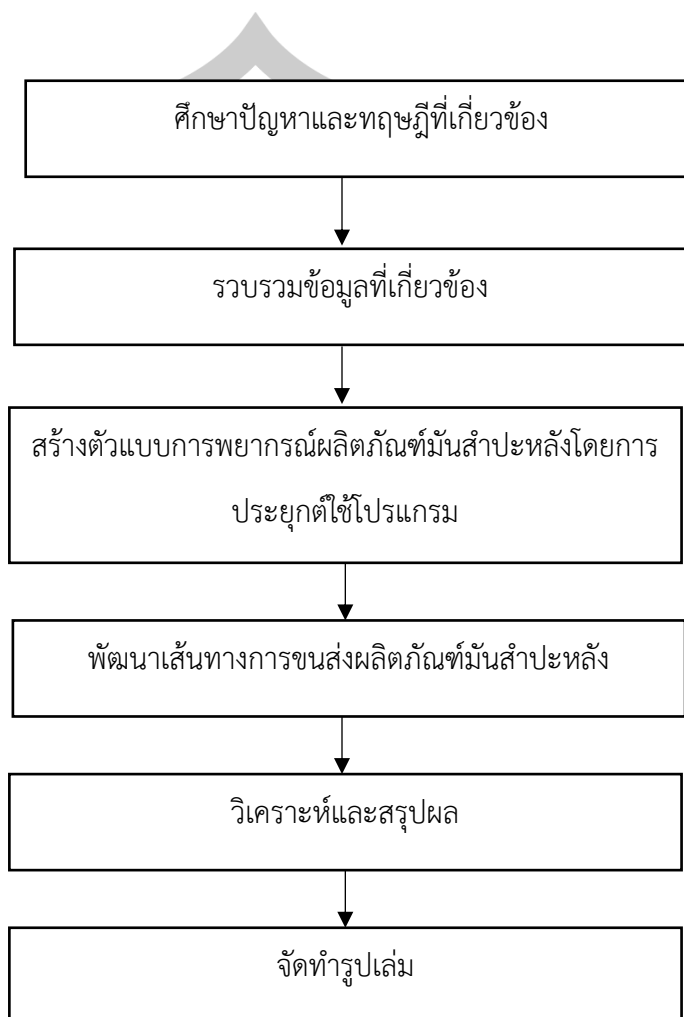 ศึกษาปัญหาและทฤษฎีที่เกี่ยวข้อง
รวบรวมข้อมูลที่เกี่ยวข้อง
สร้างตัวแบบการพยากรณ์ผลิตภัณฑ์มันสำปะหลังโดยการ
ประยุกต์ใช้โปรแกรม
พัฒนาเส้นทางการขนส่งผลิตภัณฑ์มันสำปะหลัง
วิเคราะห์และสรุปผล
จัดทำรูปเล่ม